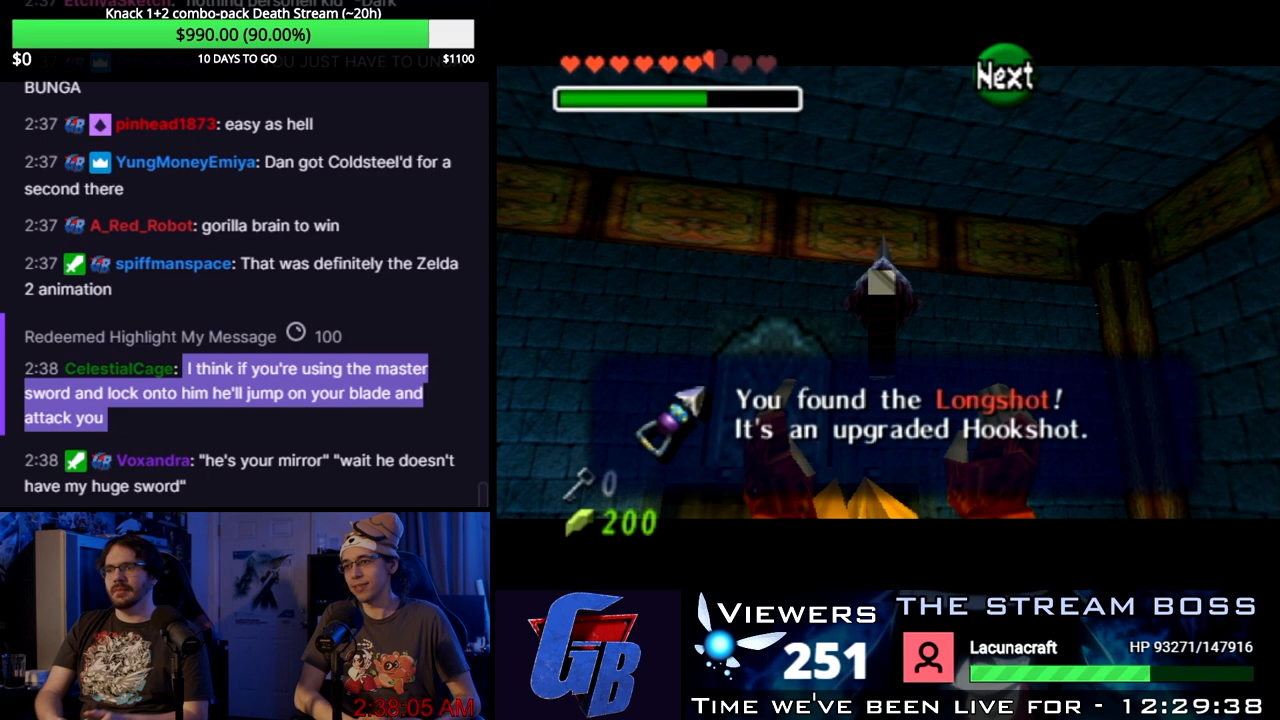 Knack 1+2 combo-pack Death Stream (~20h)
$990.00 (90.00%)
$0
10 DAYS TO GO
$1100
BUNGA
2:37 pinhead1873: easy as hell
2:37 YungMoneyEmiya: Dan got Coldsteel'd for a
second there
2:37 A_Red_Robot: gorilla brain to win
2:37 spiffmanspace: That was definitely the Zelda
2 animation
Redeemed Highlight My Message 100
2:38 CelestialCage: I think if you're using the master
sword and lock onto him he'll jump on your blade and
attack you
2:38 Voxandra: "he's your mirror" "wait he doesn't
have my huge sword"
Next
You found the Longshot!
It's an upgraded Hookshot.
0
200
2:38:05 AM
GB
VIEWERS
251
THE STREAM BOSS
Lacunacraft
HP 93271/147916
TIME WE'VE BEEN LIVE FOR - 12:29:38